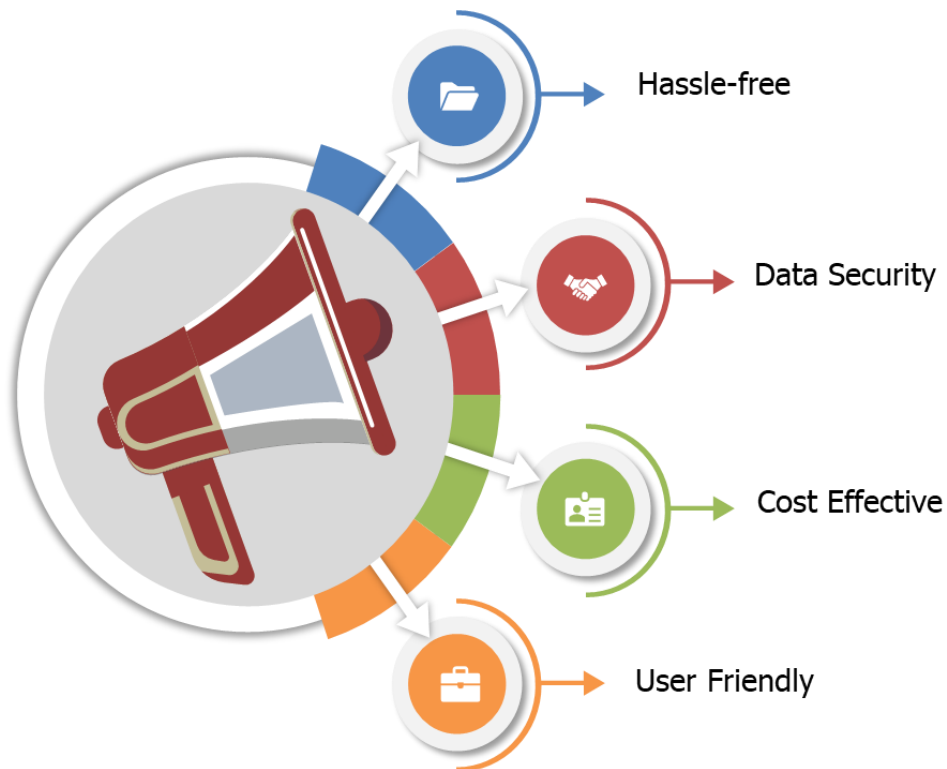 Hassle-free
Data Security
Cost Effective
User Friendly